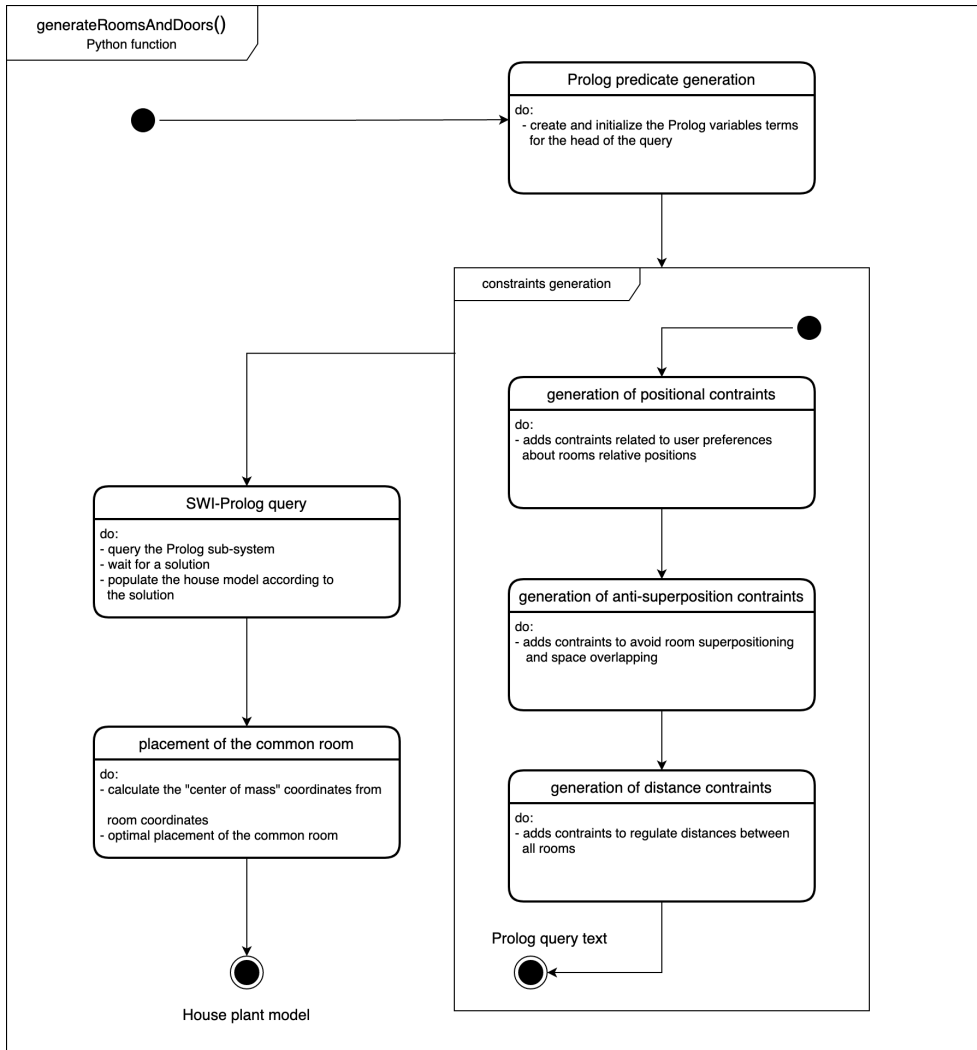 generateRoomsAndDoors()
Python function
Prolog predicate generation
do:
- create and initialize the Prolog variables terms
for the head of the query
constraints generation
generation of positional contraints
do:
- adds contraints related to user preferences
about rooms relative positions
SWI-Prolog query
do:
- query the Prolog sub-system
- wait for a solution
- populate the house model according to
the solution
generation of anti-superposition contraints
do:
- adds contraints to avoid room superpositioning
and space overlapping
placement of the common room
do:
- calculate the "center of mass" coordinates from
room coordinates
- optimal placement of the common room
generation of distance contraints
do:
- adds contraints to regulate distances between
all rooms
Prolog query text
House plant model